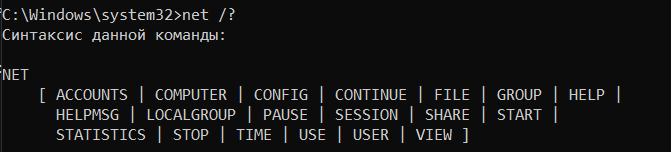 C:\Windows\system32>net /?
Синтаксис данной команды:
NET
[ ACCOUNTS | COMPUTER | CONFIG | CONTINUE | FILE | GROUP | HELP |
HELPMSG | LOCALGROUP | PAUSE | SESSION | SHARE | START |
STATISTICS | STOP | TIME | USE | USER | VIEW ]